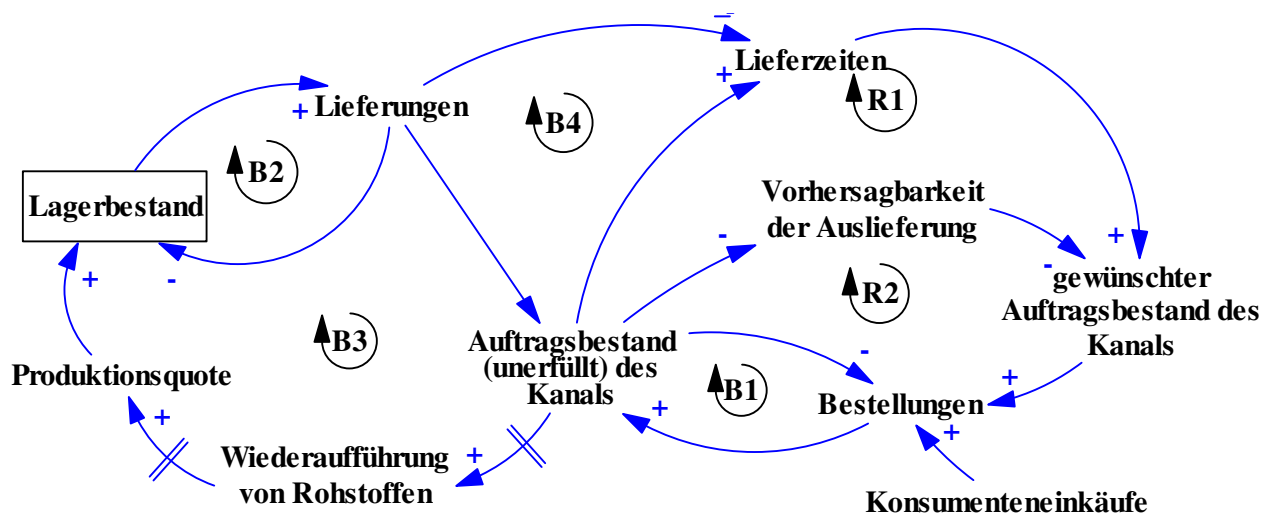 –
Lieferzeiten
+
R1
+
Lieferungen
B4
B2
Vorhersagbarkeit
der Auslieferung
Lagerbestand
-
+
-
gewünschter
Auftragsbestand des
Kanals
+
-
R2
B3
Auftragsbestand
(unerfüllt) des
Kanals
-
Produktionsquote
B1
+
Bestellungen
+
+
+
Wiederaufführung
von Rohstoffen
+
+
Konsumenteneinkäufe